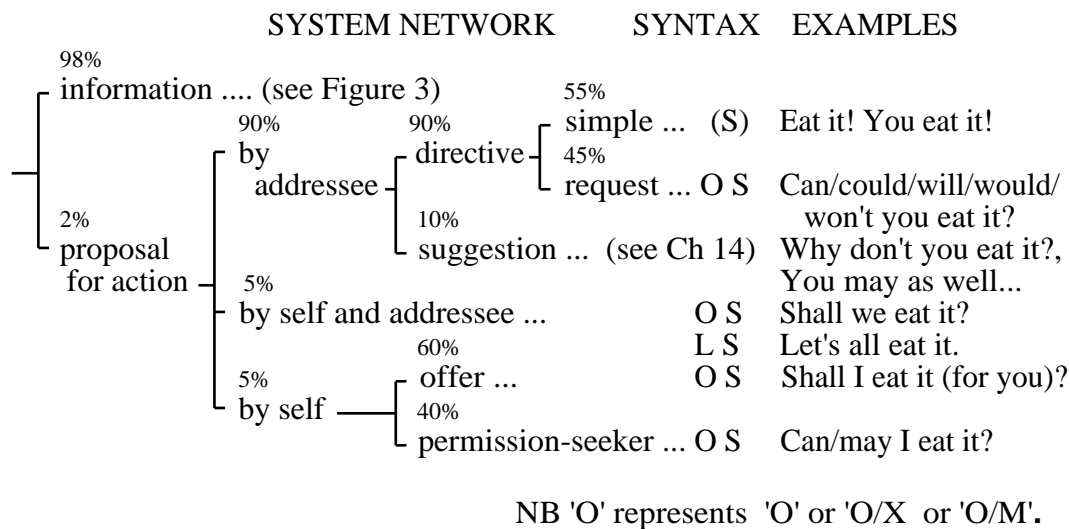 SYSTEM NETWORK SYNTAX EXAMPLES
98%
information .... (see Figure 3)
55%
simple ... (S) Eat it! You eat it!
90% 90%
by directive
45%
addressee
request ... O S Can/could/will/would/
won't you eat it?
2% 10%
proposal suggestion ... (see Ch 14) Why don't you eat it?,
for action You may as well...
5%
by self and addressee ... O S Shall we eat it?
L S Let's all eat it.
60%
offer ... O S Shall I eat it (for you)?
5%
by self
40%
permission-seeker ... O S Can/may I eat it?
NB 'O' represents 'O' or 'O/X or 'O/M'.